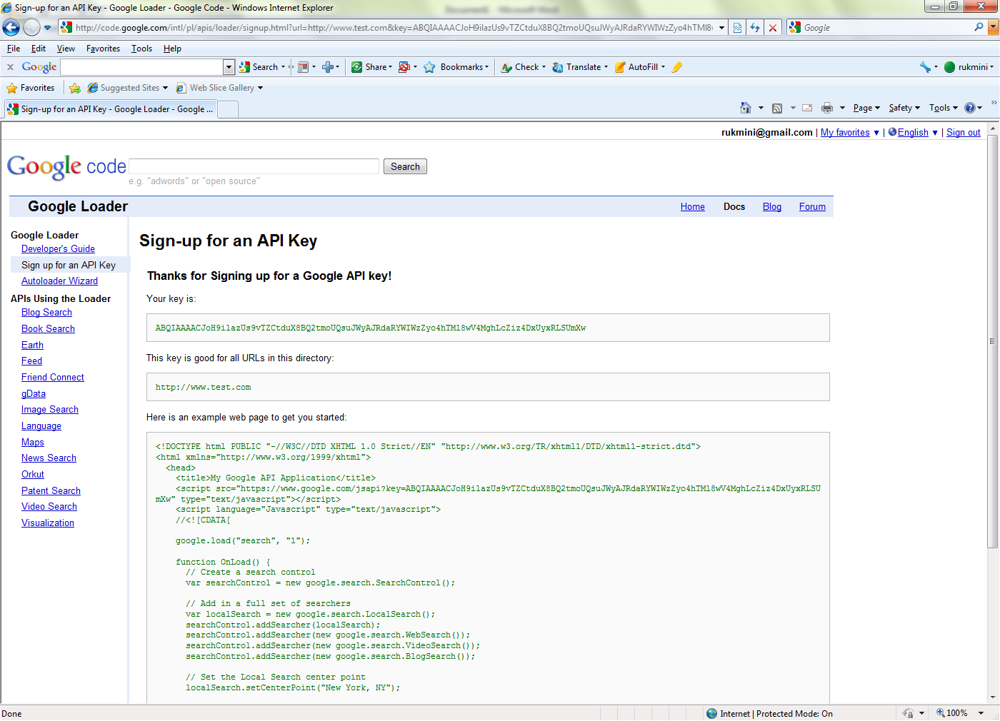 Sign-up for an API Key - Google Loader - Google Code - Windows Internet Explorer
http://code.google.com/intl/pl/apis/loader/signup.html?url=http://www.test.com&key=ABQIAAAACJoH9ilazUs9vTZCtduX8BQ2tmoUQsuJWyAJRdaRYWIWzZyo4hTMl8v
Google
File Edit View Favorites Tools Help
x Google Search Share Bookmarks Check Translate AutoFill rukmini
Favorites Suggested Sites Web Slice Gallery
Sign-up for an API Key - Google Loader - Google ...
Page Safety Tools
rukmini@gmail.com | My favorites ▼ | English ▼ | Sign out
Google code
Search
e.g. "adwords" or "open source"
Google Loader
Home Docs Blog Forum
Google Loader
Developer's Guide
Sign up for an API Key
Autoloader Wizard
APIs Using the Loader
Blog Search
Book Search
Earth
Feed
Friend Connect
gData
Image Search
Language
Maps
News Search
Orkut
Patent Search
Video Search
Visualization
Sign-up for an API Key
Thanks for Signing up for a Google API key!
Your key is:
ABQIAAAACJoH9ilazUs9vTZCtduX8BQ2tmoUQsuJWyAJRdaRYWIWzZyo4hTMl8wV4MghLcZiz4DxUyxRLSUmXw
This key is good for all URLs in this directory:
http://www.test.com
Here is an example web page to get you started:
<!DOCTYPE html PUBLIC "-//W3C//DTD XHTML 1.0 Strict//EN" "http://www.w3.org/TR/xhtml1/DTD/xhtml1-strict.dtd">
<html xmlns="http://www.w3.org/1999/xhtml">
<head>
<title>My Google API Application</title>
<script src="https://www.google.com/jsapi?key=ABQIAAAACJoH9ilazUs9vTZCtduX8BQ2tmoUQsuJWyAJRdaRYWIWzZyo4hTMl8wV4MghLcZiz4DxUyxRLSU
mXw" type="text/javascript"></script>
<script language="Javascript" type="text/javascript">
//<![CDATA[
google.load("search", "1");
function OnLoad() {
// Create a search control
var searchControl = new google.search.SearchControl();
// Add in a full set of searchers
var localSearch = new google.search.LocalSearch();
searchControl.addSearcher(localSearch);
searchControl.addSearcher(new google.search.WebSearch());
searchControl.addSearcher(new google.search.VideoSearch());
searchControl.addSearcher(new google.search.BlogSearch());
// Set the Local Search center point
localSearch.setCenterPoint("New York, NY");
Done
Internet | Protected Mode: On
100%